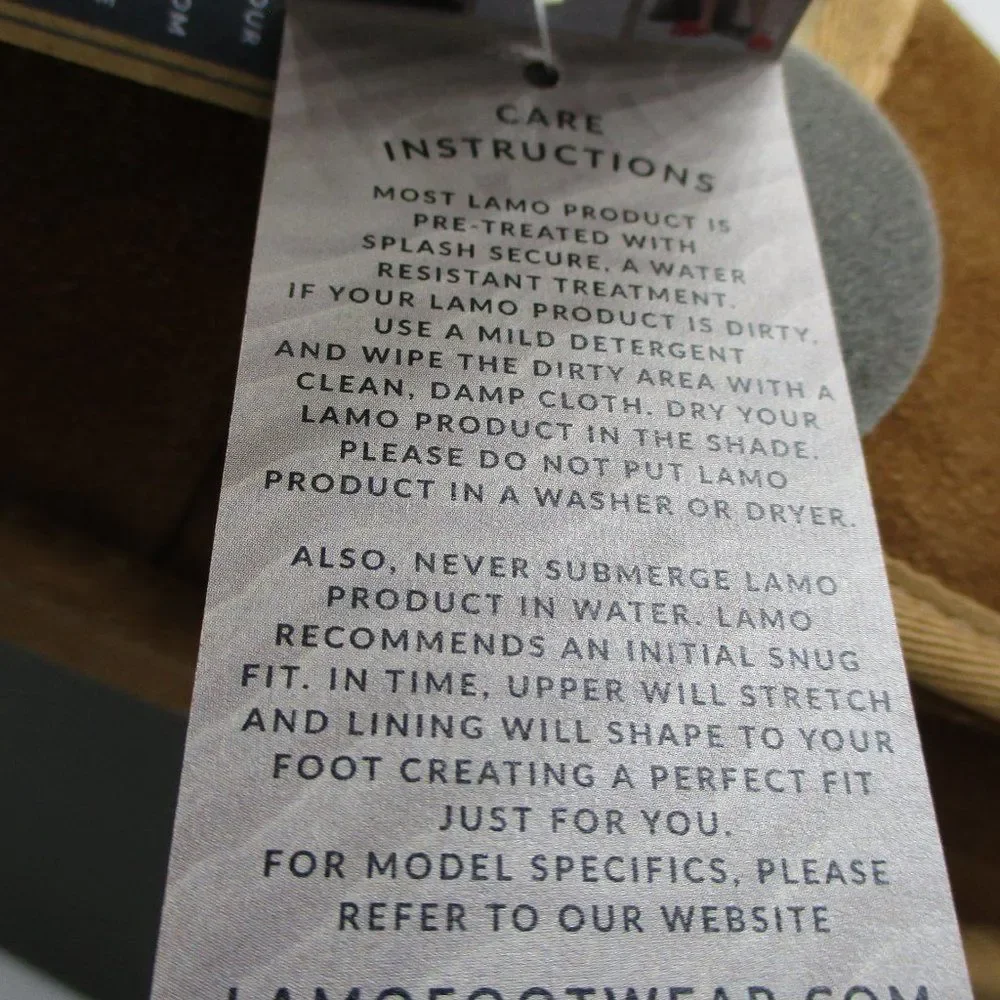 OUR
OM
E
CARE
INSTRUCTIONS
MOST LAMO PRODUCT IS
PRE-TREATED WITH
SPLASH SECURE, A WATER
RESISTANT TREATMENT.
IF YOUR LAMO PRODUCT IS DIRTY,
USE A MILD DETERGENT
AND WIPE THE DIRTY AREA WITH A
CLEAN, DAMP CLOTH. DRY YOUR
LAMO PRODUCT IN THE SHADE.
PLEASE DO NOT PUT LAMO
PRODUCT IN A WASHER OR DRYER.
ALSO, NEVER SUBMERGE LAMO
PRODUCT IN WATER. LAMO
RECOMMENDS AN INITIAL SNUG
FIT. IN TIME, UPPER WILL STRETCH
AND LINING WILL SHAPE TO YOUR
FOOT CREATING A PERFECT FIT
JUST FOR YOU.
FOR MODEL SPECIFICS, PLEASE
REFER TO OUR WEBSITE
LAMOFOOTWEAR.COM